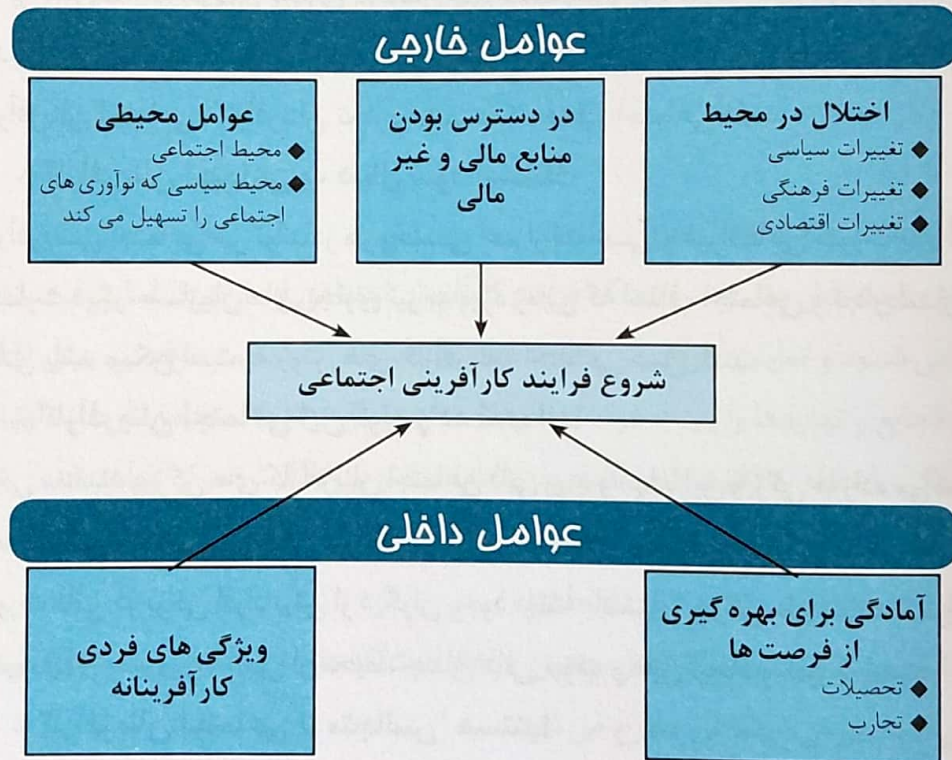 عوامل خارجی
اختلال در محیط
◆ تغییرات سیاسی
◆ تغییرات فرهنگی
◆ تغییرات اقتصادی
در دسترس بودن
منابع مالی و غیر
مالی
عوامل محیطی
◆ محیط اجتماعی
◆ محیط سیاسی که نوآوری های
اجتماعی را تسهیل می کند
شروع فرایند کارآفرینی اجتماعی
عوامل داخلی
آمادگی برای بهره گیری
از فرصت ها
◆ تحصیلات
◆ تجارب
ویژگی های فردی
کارآفرینانه